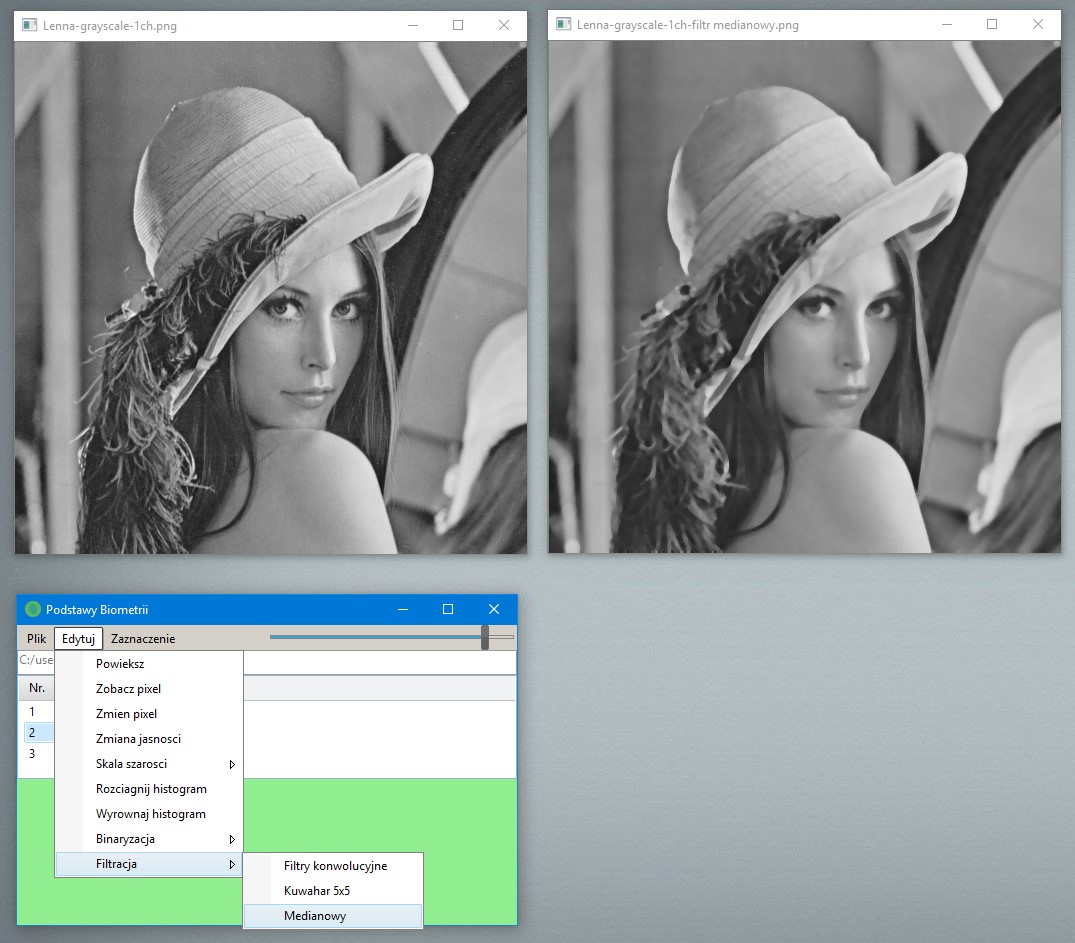 Lenna-grayscale-1ch.png
Lenna-grayscale-1ch-filtr medianowy.png
Podstawy Biometrii
Plik Edytuj Zaznaczenie
C:/use
Powieksz
Nr.
Zobacz pixel
1
Zmien pixel
2
Zmiana jasnosci
3
Skala szarosci
Rozciagnij histogram
Wyrownaj histogram
Binaryzacja
Filtracja
Filtry konwolucyjne
Kuwahar 5x5
Medianowy